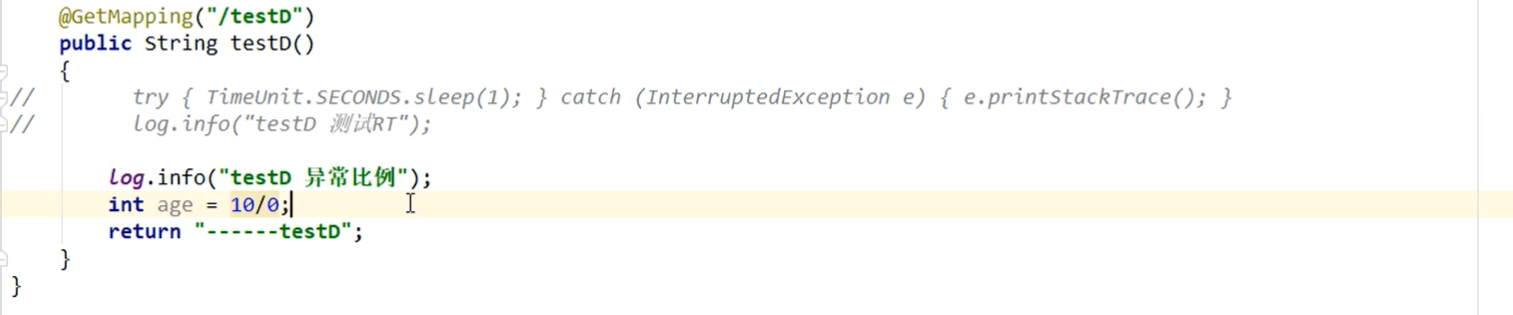 @GetMapping("/testD")
public String testD()
{
//        try { TimeUnit.SECONDS.sleep(1); } catch (InterruptedException e) { e.printStackTrace(); }
//        log.info("testD 测试RT");
log.info("testD 异常比例");
int age = 10/0;
return "------testD";
}
}